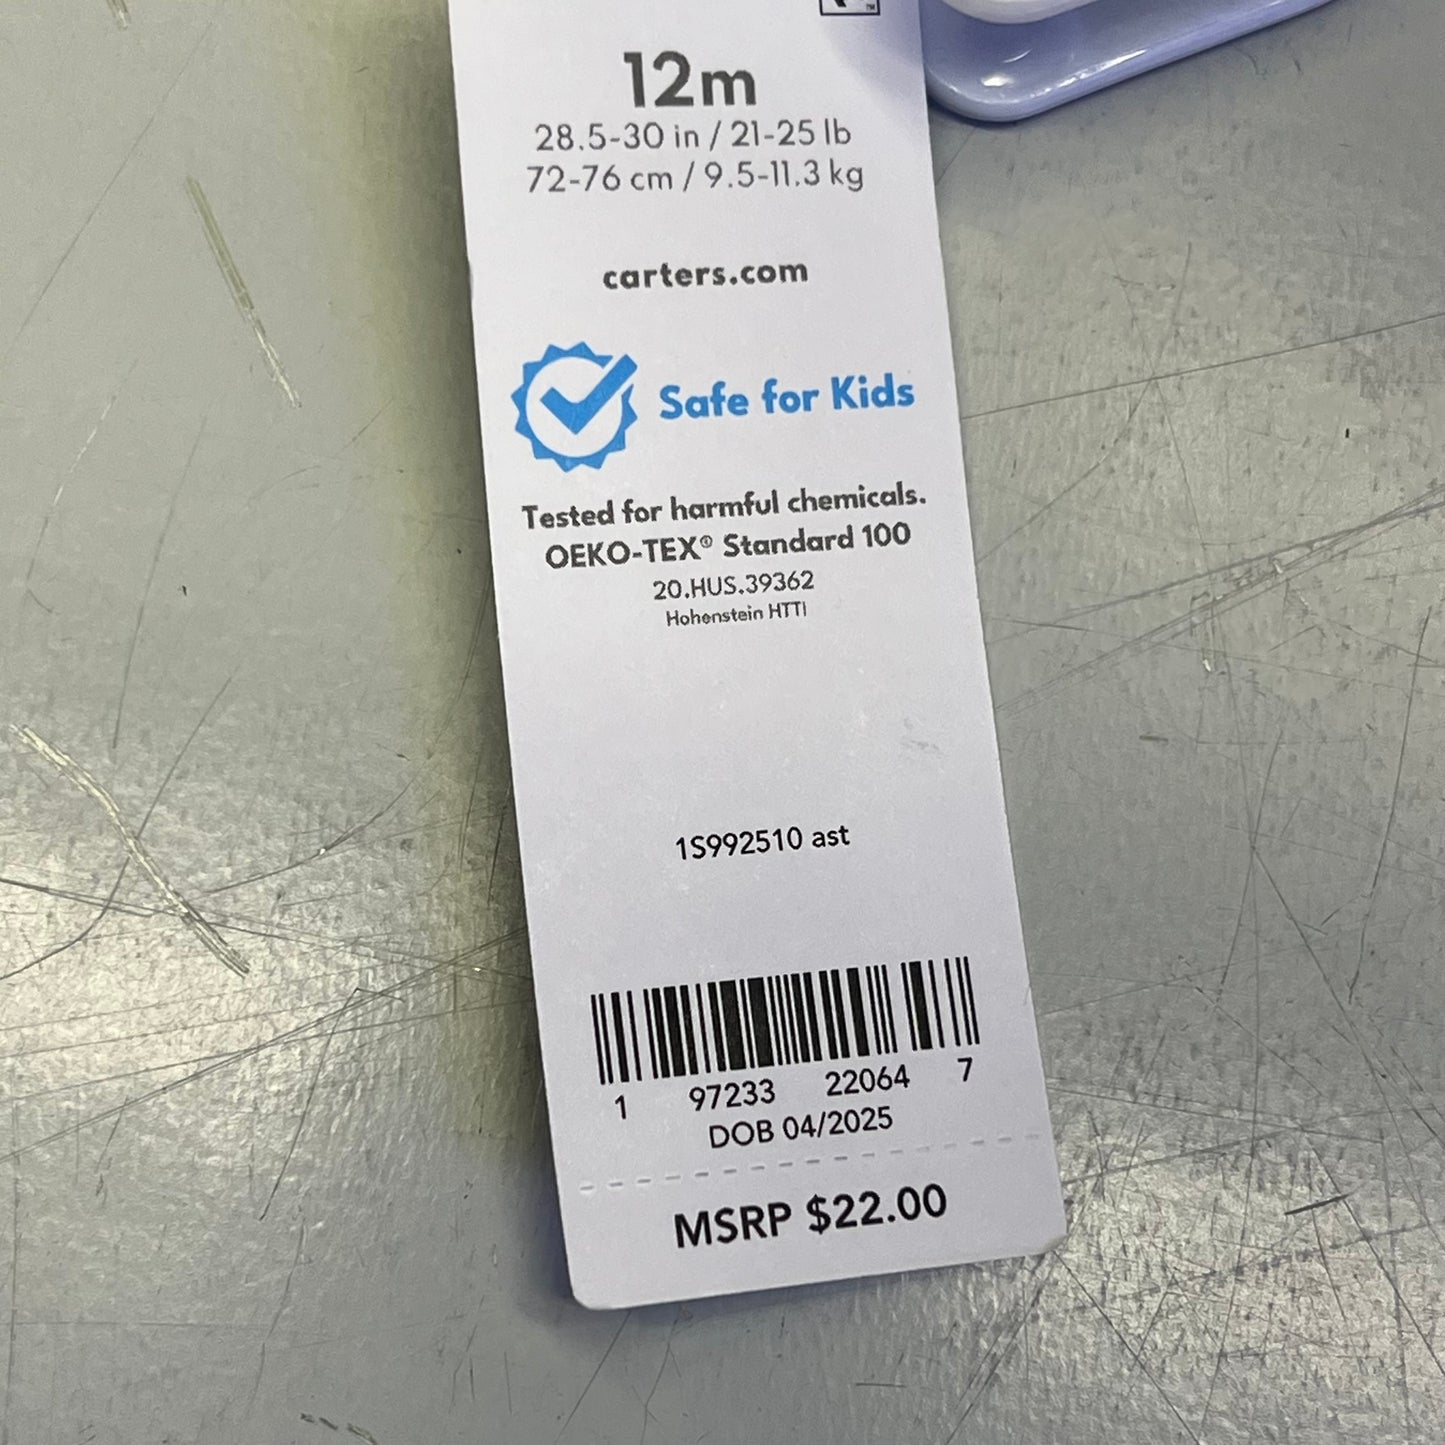 12m
28.5-30 in / 21-25 lb
72-76 cm / 9.5-11.3 kg
carters.com
Safe for Kids
Tested for harmful chemicals.
OEKO-TEX® Standard 100
20.HUS.39362
Hohenstein HTTI
1S992510 ast
1 97233 22064 7
DOB 04/2025
MSRP $22.00